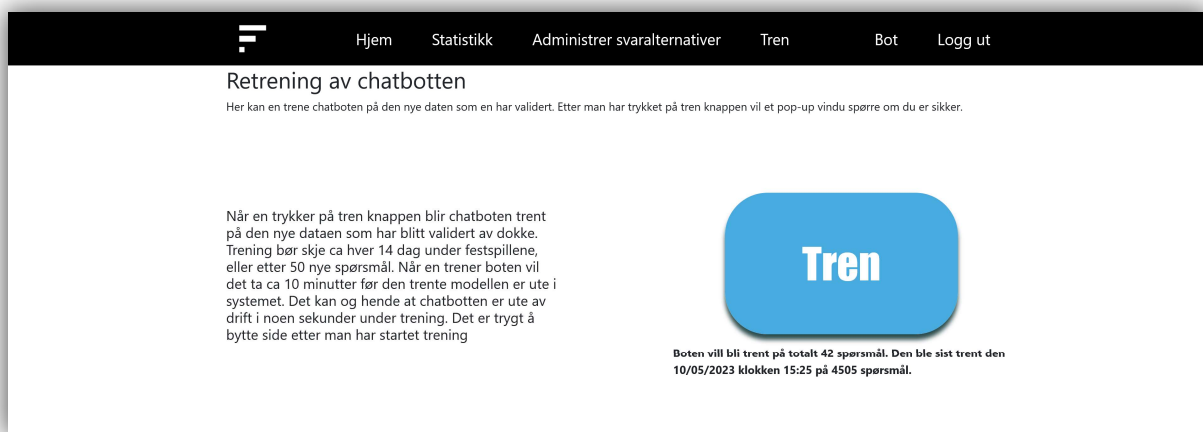 Hjem Statistikk Administrer svaralternativer Tren Bot Logg ut
Retrening av chatbotten
Her kan en trene chatboten på den nye daten som en har validert. Etter man har trykket på tren knappen vil et pop-up vindu spørre om du er sikker.
Når en trykker på tren knappen blir chatboten trent
på den nye dataen som har blitt validert av dokke.
Trening bør skje ca hver 14 dag under festspillene,
eller etter 50 nye spørsmål. Når en trener boten vil
det ta ca 10 minutter før den trente modellen er ute i
systemet. Det kan og hende at chatbotten er ute av
drift i noen sekunder under trening. Det er trygt å
bytte side etter man har startet trening
Tren
Boten vill bli trent på totalt 42 spørsmål. Den ble sist trent den
10/05/2023 klokken 15:25 på 4505 spørsmål.